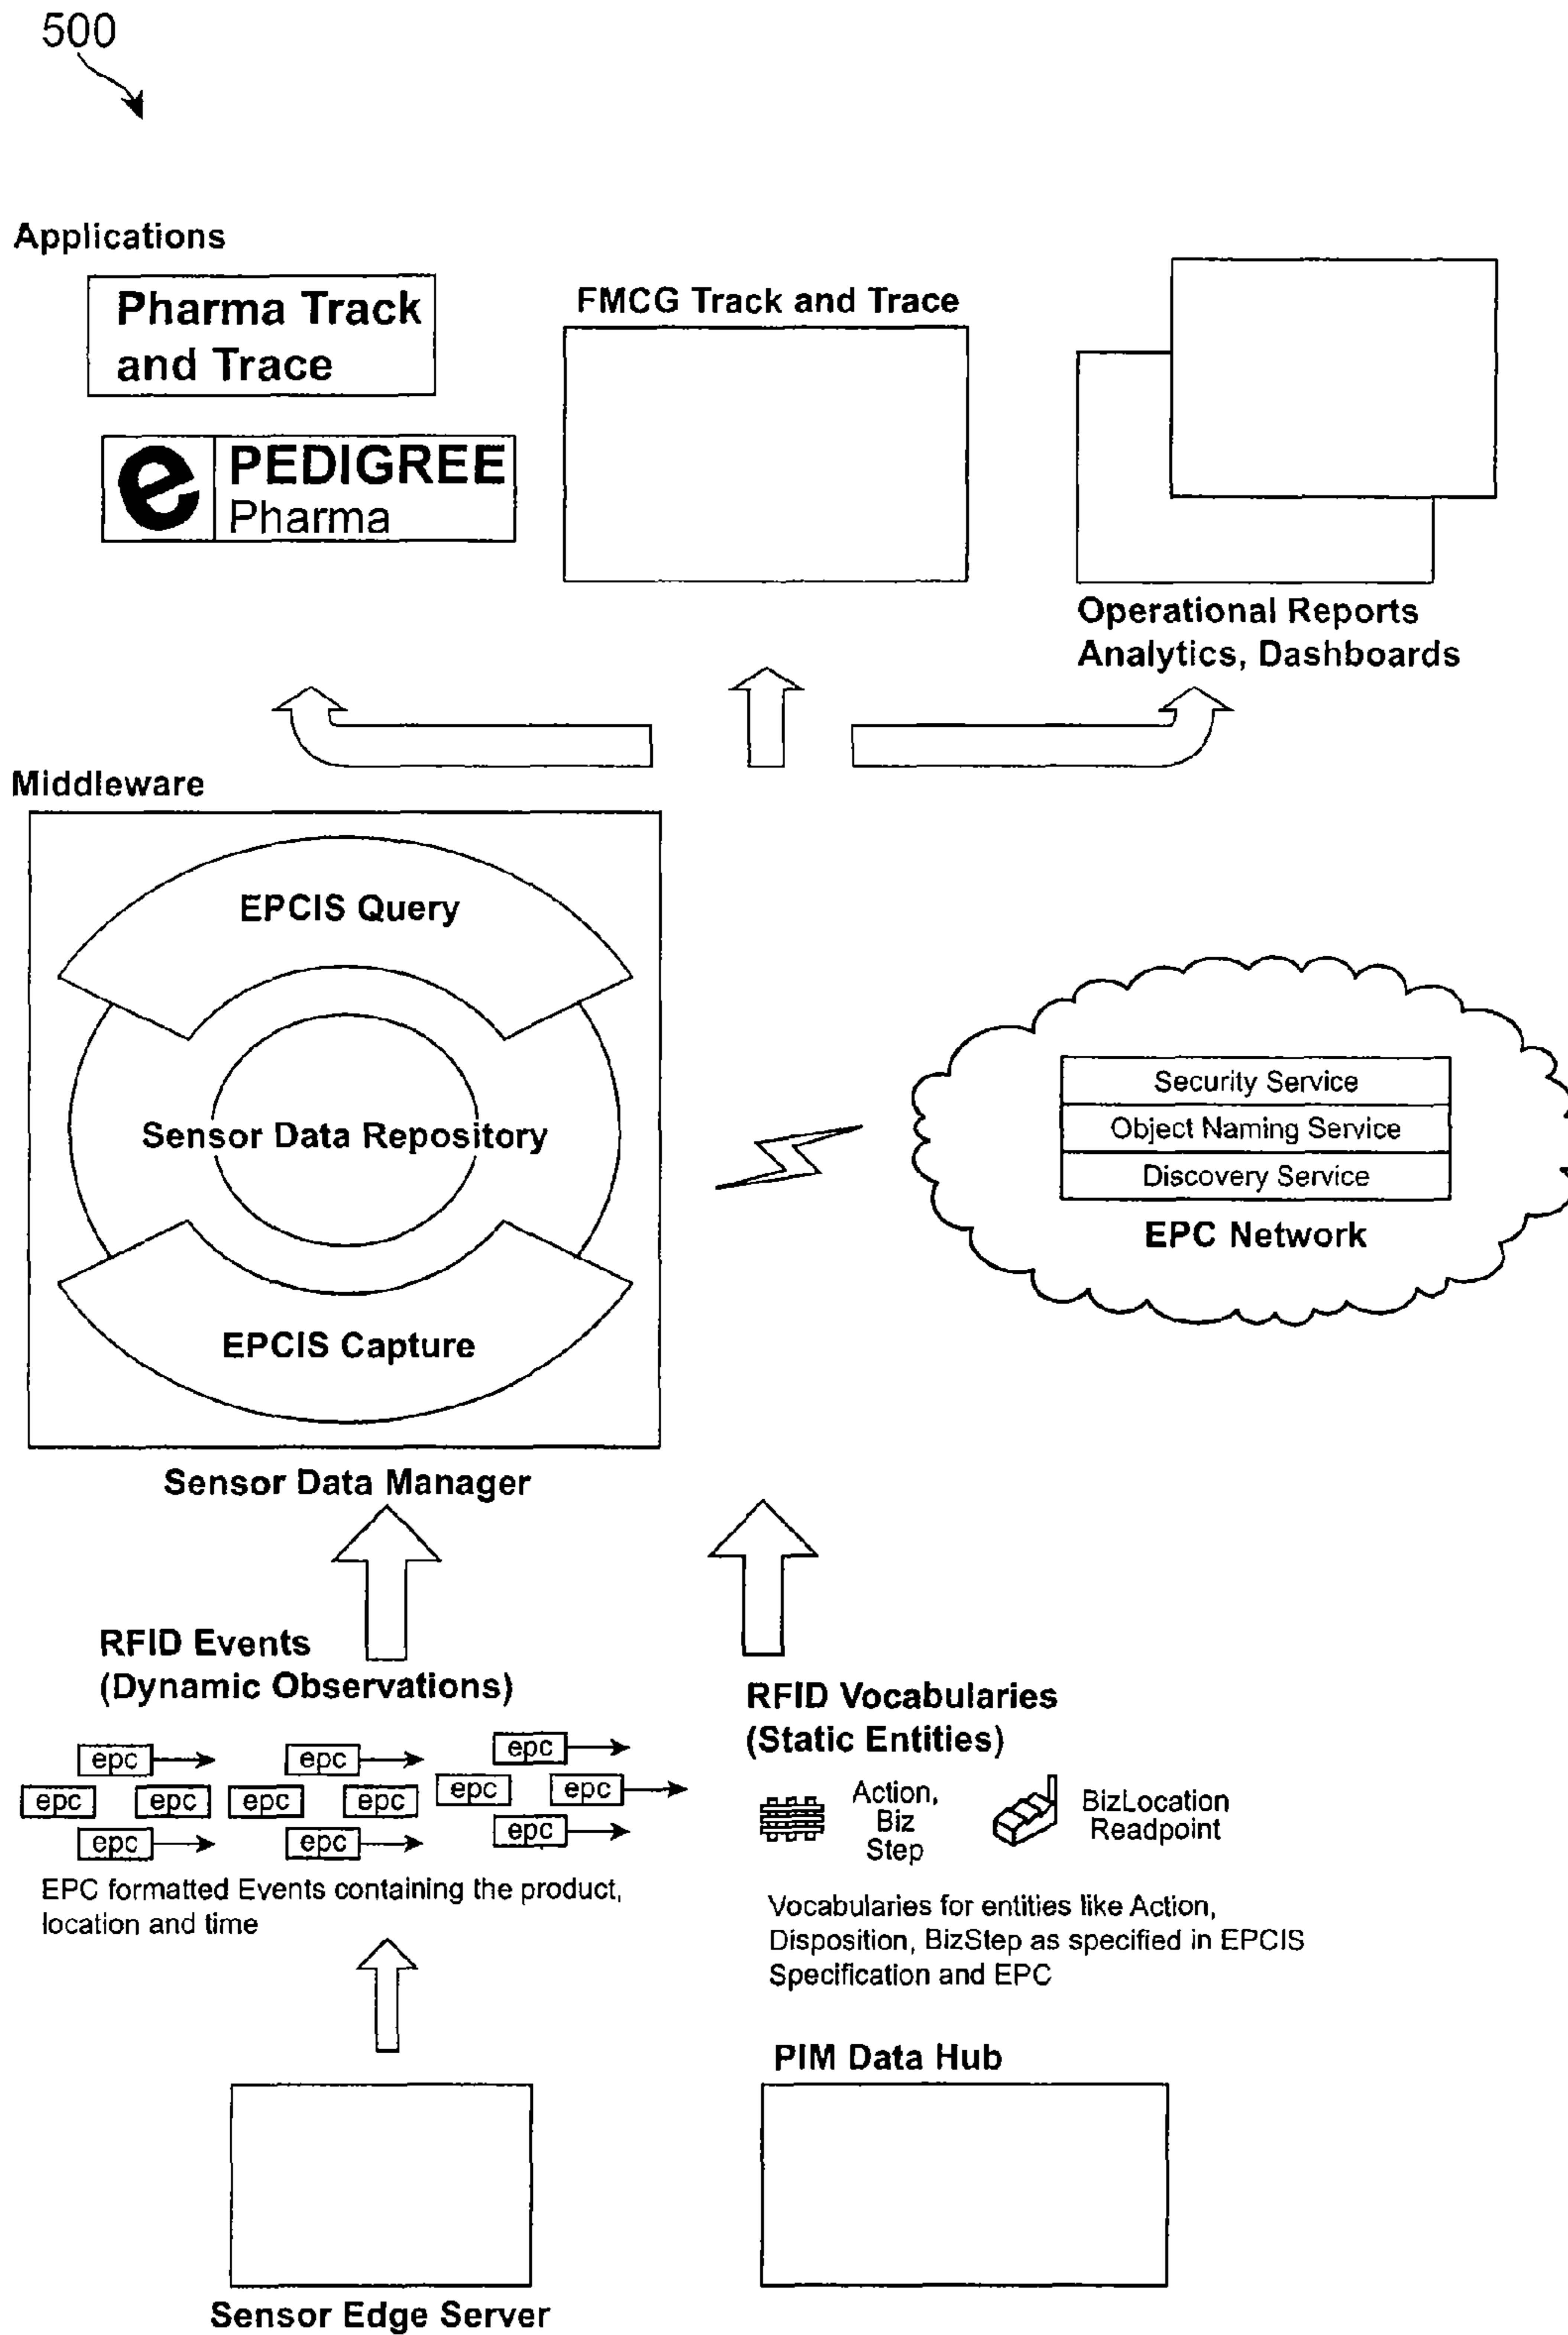 500
Applications
Pharma Track
and Trace
e PEDIGREE
Pharma
FMCG Track and Trace
Operational Reports
Analytics, Dashboards
Middleware
EPCIS Query
Sensor Data Repository
EPCIS Capture
Sensor Data Manager
Security Service
Object Naming Service
Discovery Service
EPC Network
RFID Events
(Dynamic Observations)
epc epc epc
epc epc epc epc epc epc
epc epc epc
EPC formatted Events containing the product,
location and time
RFID Vocabularies
(Static Entities)
Action,
Biz
Step
BizLocation
Readpoint
Vocabularies for entities like Action,
Disposition, BizStep as specified in EPCIS
Specification and EPC
Sensor Edge Server
PIM Data Hub